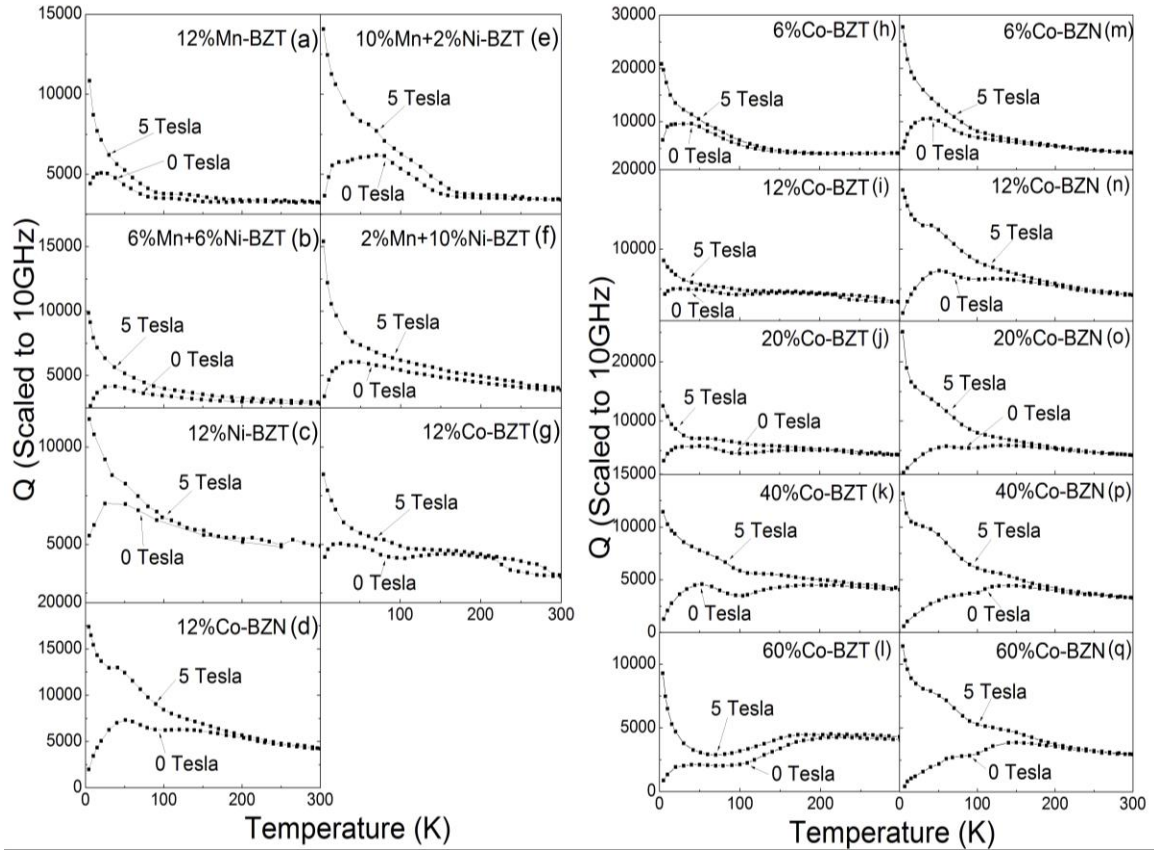 Q (Scaled to 10GHz)
12%Mn-BZT (a)
15000
10000
5000
5 Tesla
0 Tesla
10%Mn+2%Ni-BZT (e)
5 Tesla
0 Tesla
6%Mn+6%Ni-BZT (b)
15000
10000
5000
5 Tesla
0 Tesla
2%Mn+10%Ni-BZT (f)
5 Tesla
0 Tesla
12%Ni-BZT (c)
10000
5000
5 Tesla
0 Tesla
12%Co-BZT (g)
5 Tesla
0 Tesla
0 100 200 300
12%Co-BZN (d)
20000
15000
10000
5000
0
5 Tesla
0 Tesla
0 100 200 300
Temperature (K)
Q (Scaled to 10GHz)
6%Co-BZT (h)
30000
20000
10000
5 Tesla
0 Tesla
6%Co-BZN (m)
5 Tesla
0 Tesla
12%Co-BZT (i)
20000
10000
5 Tesla
0 Tesla
12%Co-BZN (n)
5 Tesla
0 Tesla
20%Co-BZT (j)
20000
10000
5 Tesla
0 Tesla
20%Co-BZN (o)
5 Tesla
0 Tesla
40%Co-BZT (k)
15000
10000
5000
0
5 Tesla
0 Tesla
40%Co-BZN (p)
5 Tesla
0 Tesla
60%Co-BZT (l)
10000
5000
0
5 Tesla
0 Tesla
60%Co-BZN (q)
5 Tesla
0 Tesla
0 100 200 0 100 200 300
Temperature (K)